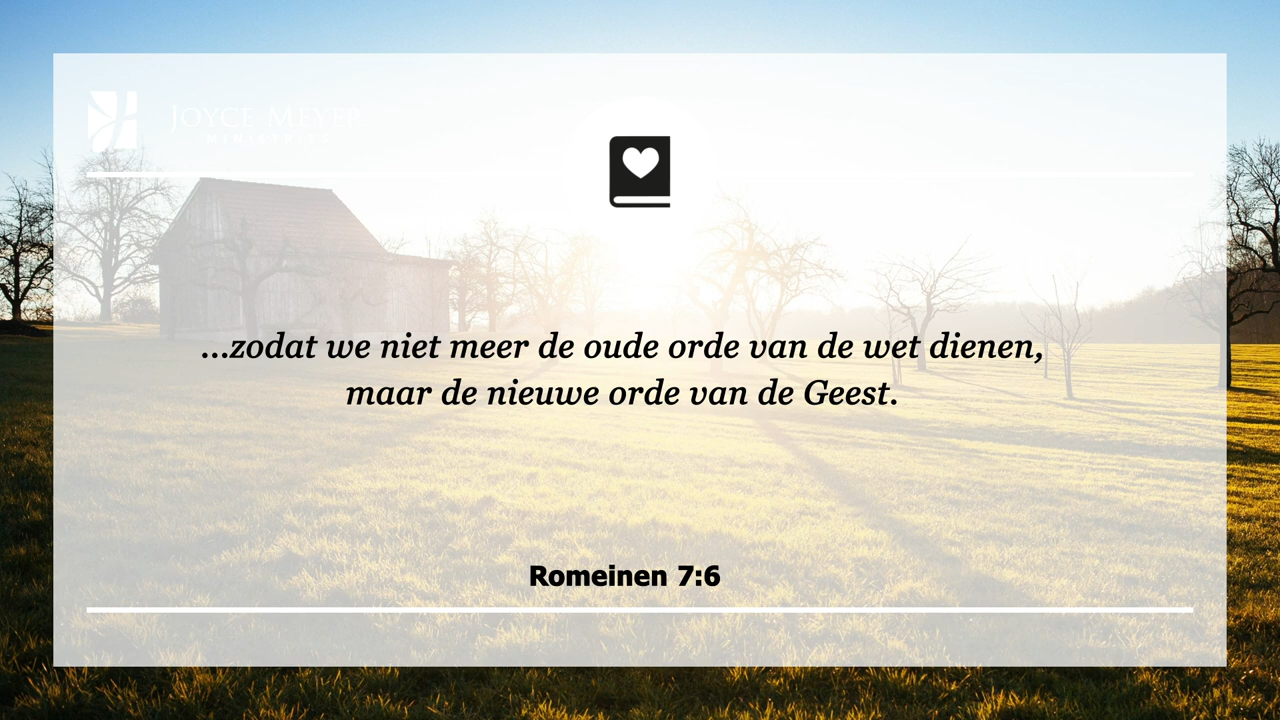 JOYCE MEYER
MINISTRIES
...zodat we niet meer de oude orde van de wet dienen,
maar de nieuwe orde van de Geest.
Romeinen 7:6